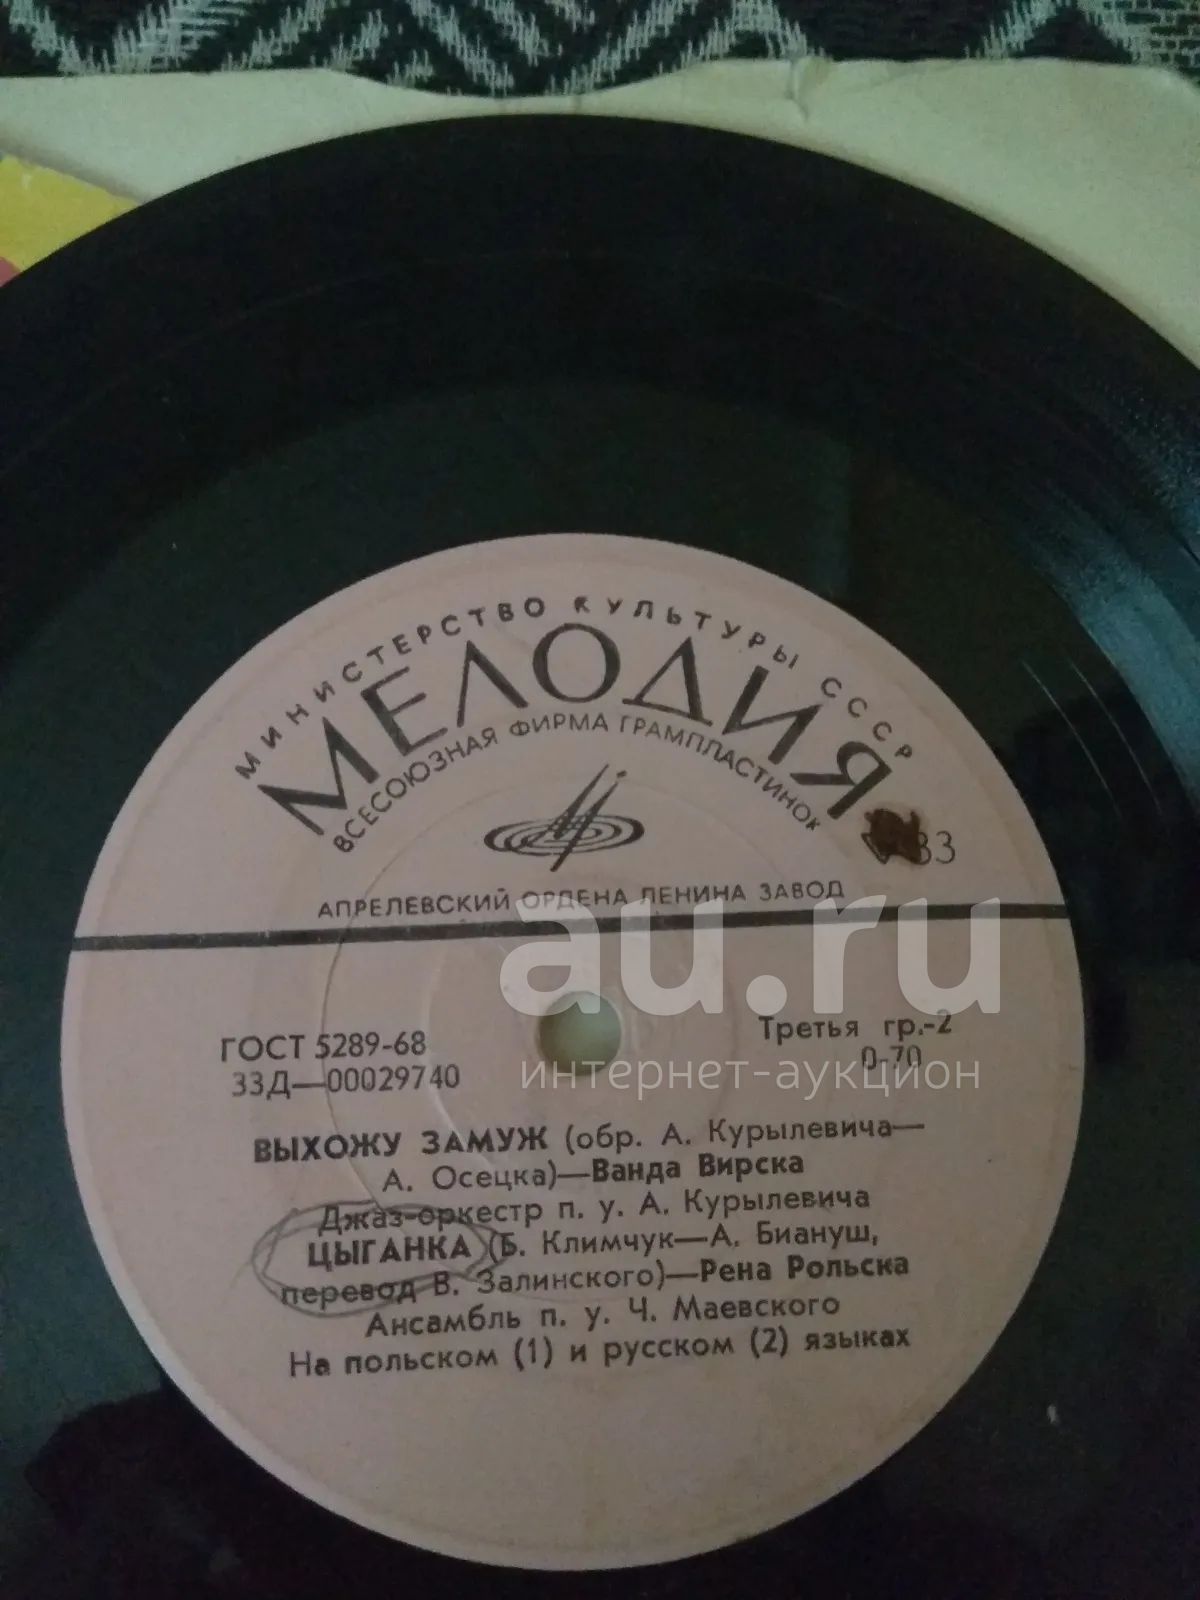 МИНИСТЕРСТВО КУЛЬТУРЫ СССР
МЕЛОДИЯ
ВСЕСОЮЗНАЯ ФИРМА ГРАМПЛАСТИНОК
33
АПРЕЛЕВСКИЙ ОРДЕНА ЛЕНИНА ЗАВОД
au.ru
интернет-аукцион
ГОСТ 5289-68
Третья гр.-2
33Д—00029740
0-70
ВЫХОЖУ ЗАМУЖ (обр. А. Курылевича—
А. Осецка)—Ванда Вирска
Джаз-оркестр п. у. А. Курылевича
ЦЫГАНКА (Б. Климчук—А. Биануш,
перевод В. Залинского)—Рена Рольска
Ансамбль п. у. Ч. Маевского
На польском (1) и русском (2) языках